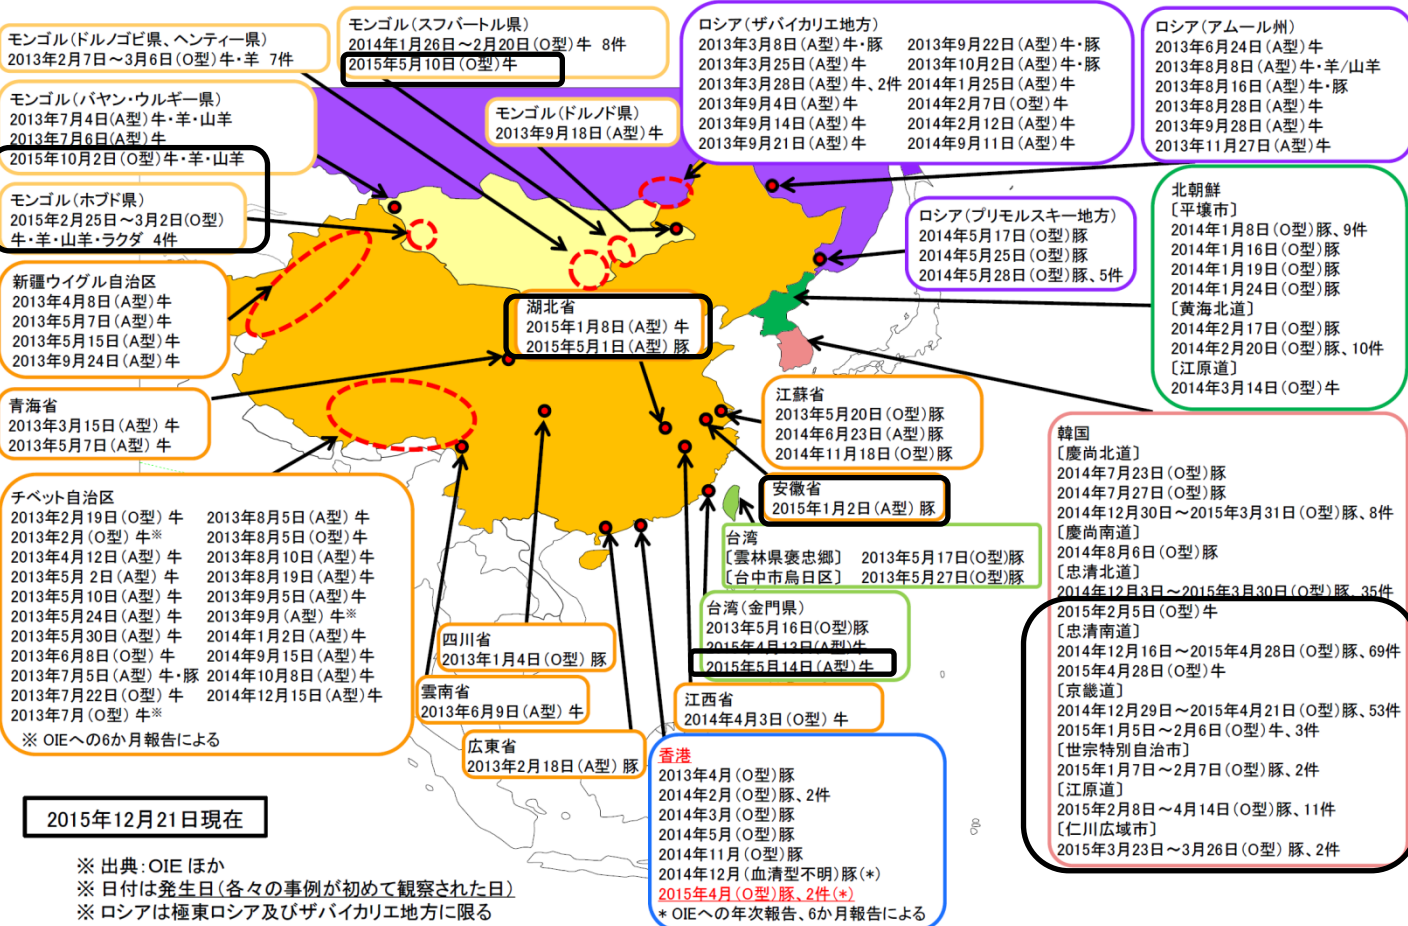 モンゴル(ドルノゴビ県、ヘンティー県)
2013年2月7日～3月6日(O型)牛・羊 7件
モンゴル(スフバートル県)
2014年1月26日～2月20日(O型)牛 8件
2015年5月10日(O型)牛
モンゴル(バヤン・ウルギー県)
2013年7月4日(A型)牛・羊・山羊
2013年7月6日(A型)牛
2015年10月2日(O型)牛・羊・山羊
モンゴル(ドルノド県)
2013年9月18日(A型)牛
モンゴル(ホブド県)
2015年2月25日～3月2日(O型)
牛・羊・山羊・ラクダ 4件
ロシア(ザバイカリエ地方)
2013年3月8日(A型)牛・豚 2013年9月22日(A型)牛・豚
2013年3月25日(A型)牛 2013年10月2日(A型)牛・豚
2013年3月28日(A型)牛、2件 2014年1月25日(A型)牛
2013年9月4日(A型)牛 2014年2月7日(O型)牛
2013年9月14日(A型)牛 2014年2月12日(A型)牛
2013年9月21日(A型)牛 2014年9月11日(A型)牛
ロシア(アムール州)
2013年6月24日(A型)牛
2013年8月8日(A型)牛・羊/山羊
2013年8月16日(A型)牛・豚
2013年8月28日(A型)牛
2013年9月28日(A型)牛
2013年11月27日(A型)牛
ロシア(プリモルスキー地方)
2014年5月17日(O型)豚
2014年5月25日(O型)豚
2014年5月28日(O型)豚、5件
北朝鮮
〔平壌市〕
2014年1月8日(O型)豚、9件
2014年1月16日(O型)豚
2014年1月19日(O型)豚
2014年1月24日(O型)豚
〔黄海北道〕
2014年2月17日(O型)豚
2014年2月20日(O型)豚、10件
〔江原道〕
2014年3月14日(O型)牛
新疆ウイグル自治区
2013年4月8日(A型)牛
2013年5月7日(A型)牛
2013年5月15日(A型)牛
2013年9月24日(A型)牛
湖北省
2015年1月8日(A型) 牛
2015年5月1日(A型) 豚
青海省
2013年3月15日(A型) 牛
2013年5月7日(A型) 牛
江蘇省
2013年5月20日(O型)豚
2014年6月23日(A型)豚
2014年11月18日(O型)豚
安徽省
2015年1月2日(A型) 豚
チベット自治区
2013年2月19日(O型) 牛 2013年8月5日(A型) 牛
2013年2月(O型) 牛※ 2013年8月5日(O型) 牛
2013年4月12日(A型) 牛 2013年8月10日(A型)牛
2013年5月 2日(A型) 牛 2013年8月19日(A型)牛
2013年5月10日(A型) 牛 2013年9月5日(A型)牛
2013年5月24日(A型) 牛 2013年9月(A型) 牛※
2013年5月30日(A型) 牛 2014年1月2日(A型)牛
2013年6月8日(O型) 牛 2014年9月15日(A型)牛
2013年7月5日(A型) 牛・豚 2014年10月8日(A型)牛
2013年7月22日(O型) 牛 2014年12月15日(A型)牛
2013年7月(O型) 牛※
※ OIEへの6か月報告による
台湾
〔雲林県褒忠郷〕 2013年5月17日(O型)豚
〔台中市烏日区〕 2013年5月27日(O型)豚
台湾(金門県)
2013年5月16日(O型)豚
2015年4月13日(A型)牛
2015年5月14日(A型)牛
四川省
2013年1月4日(O型) 豚
雲南省
2013年6月9日(A型) 牛
広東省
2013年2月18日(A型) 豚
江西省
2014年4月3日(O型) 牛
香港
2013年4月(O型)豚
2014年2月(O型)豚、2件
2014年3月(O型)豚
2014年5月(O型)豚
2014年11月(O型)豚
2014年12月(血清型不明)豚(*)
2015年4月(O型)豚、2件(*)
* OIEへの年次報告、6か月報告による
韓国
〔慶尚北道〕
2014年7月23日(O型)豚
2014年7月27日(O型)豚
2014年12月30日～2015年3月31日(O型)豚、8件
〔慶尚南道〕
2014年8月6日(O型)豚
〔忠清北道〕
2014年12月3日～2015年3月30日(O型)豚、35件
2015年2月5日(O型)牛
〔忠清南道〕
2014年12月16日～2015年4月28日(O型)豚、69件
2015年4月28日(O型)牛
〔京畿道〕
2014年12月29日～2015年4月21日(O型)豚、53件
2015年1月5日～2月6日(O型)牛、3件
〔世宗特別自治市〕
2015年1月7日～2月7日(O型)豚、2件
〔江原道〕
2015年2月8日～4月14日(O型)豚、11件
〔仁川広域市〕
2015年3月23日～3月26日(O型) 豚、2件
2015年12月21日現在
※ 出典:OIE ほか
※ 日付は発生日(各々の事例が初めて観察された日)
※ ロシアは極東ロシア及びザバイカリエ地方に限る